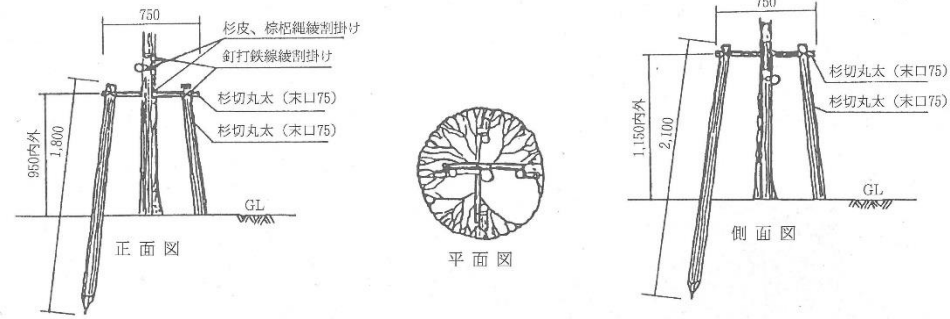 750
杉皮、棕梠縄綾割掛け
釘打鉄線綾割掛け
杉切丸太（末口75）
杉切丸太（末口75）
950内外
1,800
GL
正面図
平面図
750
杉切丸太（末口75）
杉切丸太（末口75）
1,150内外
2,100
GL
側面図